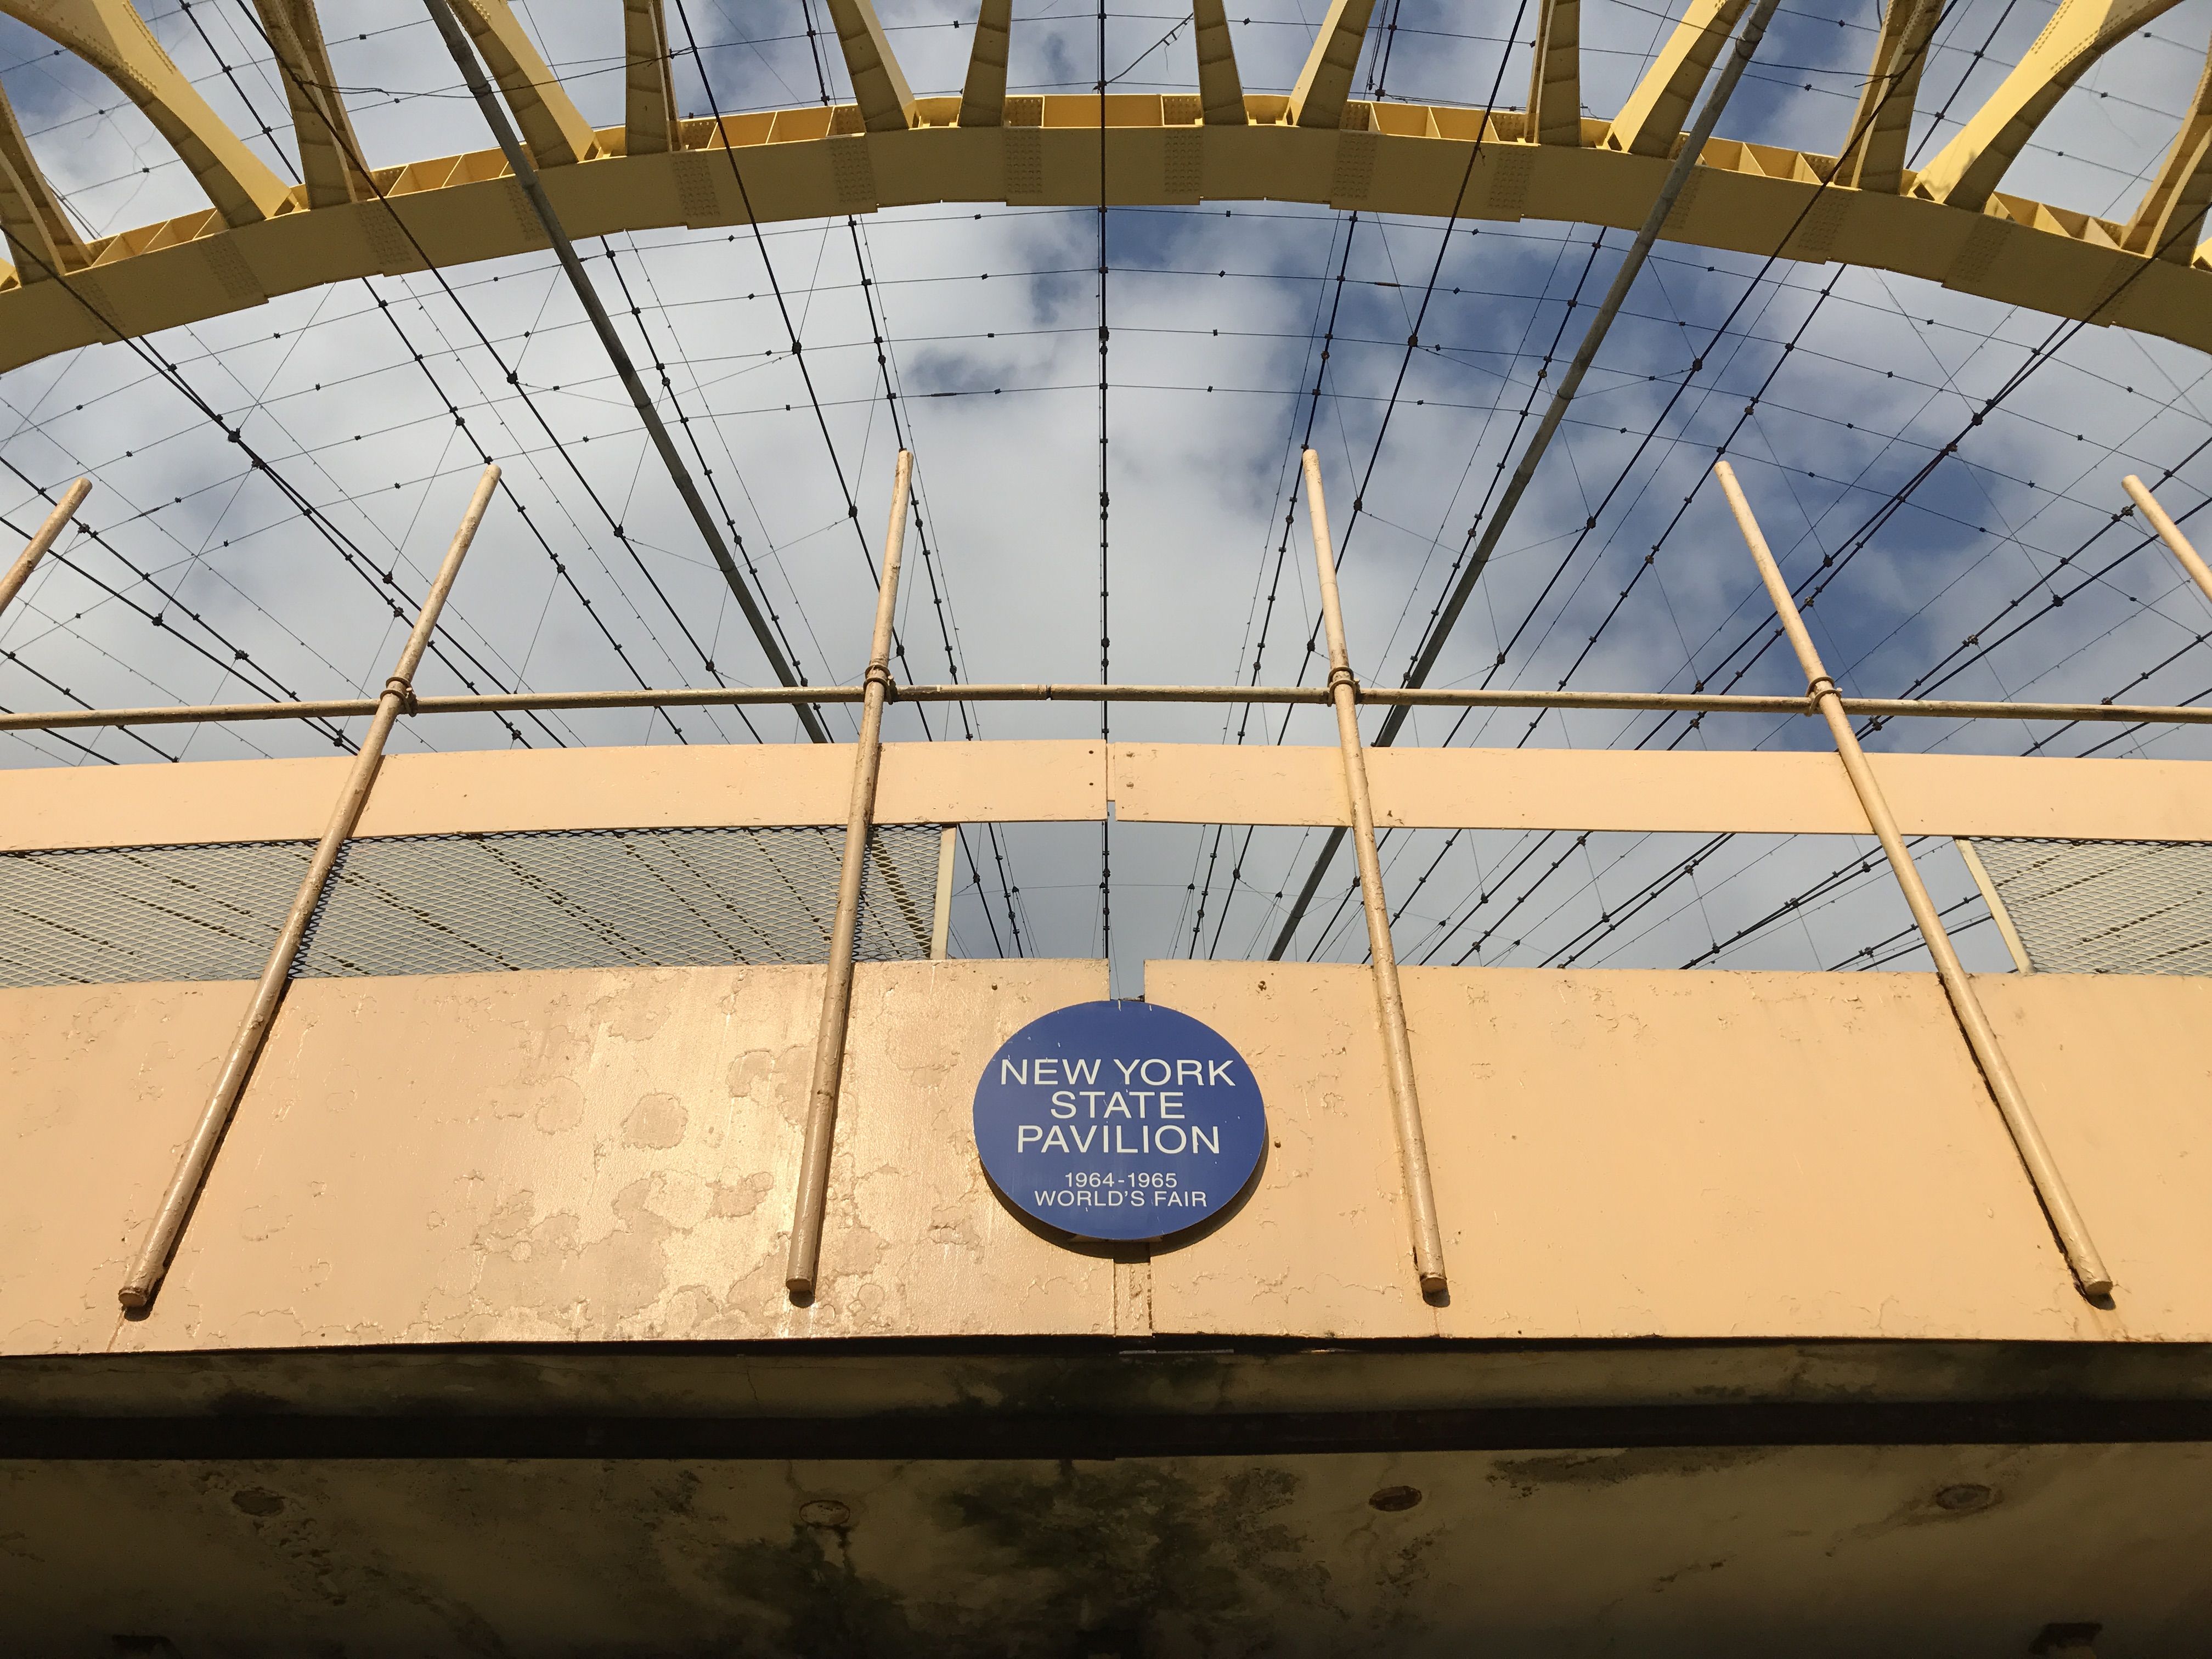 NEW YORK
STATE
PAVILION
1964-1965
WORLD'S FAIR